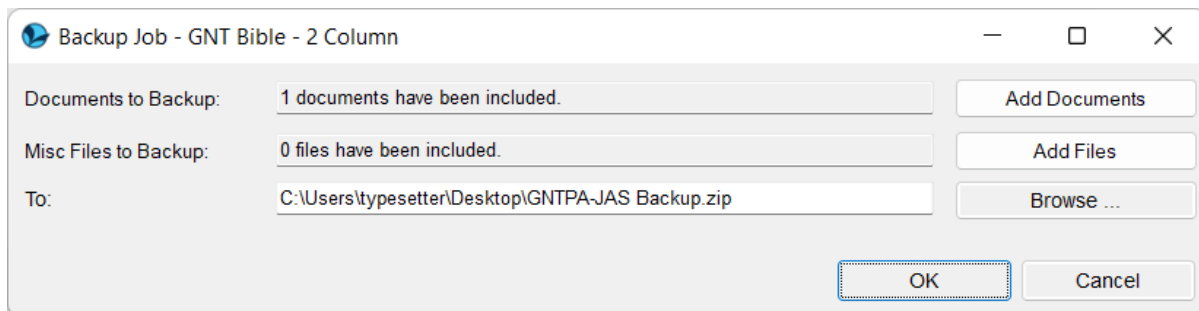 Backup Job - GNT Bible - 2 Column
Documents to Backup: 1 documents have been included. Add Documents
Misc Files to Backup: 0 files have been included. Add Files
To: C:\Users\typesetter\Desktop\GNTPA-JAS Backup.zip Browse ...
OK Cancel